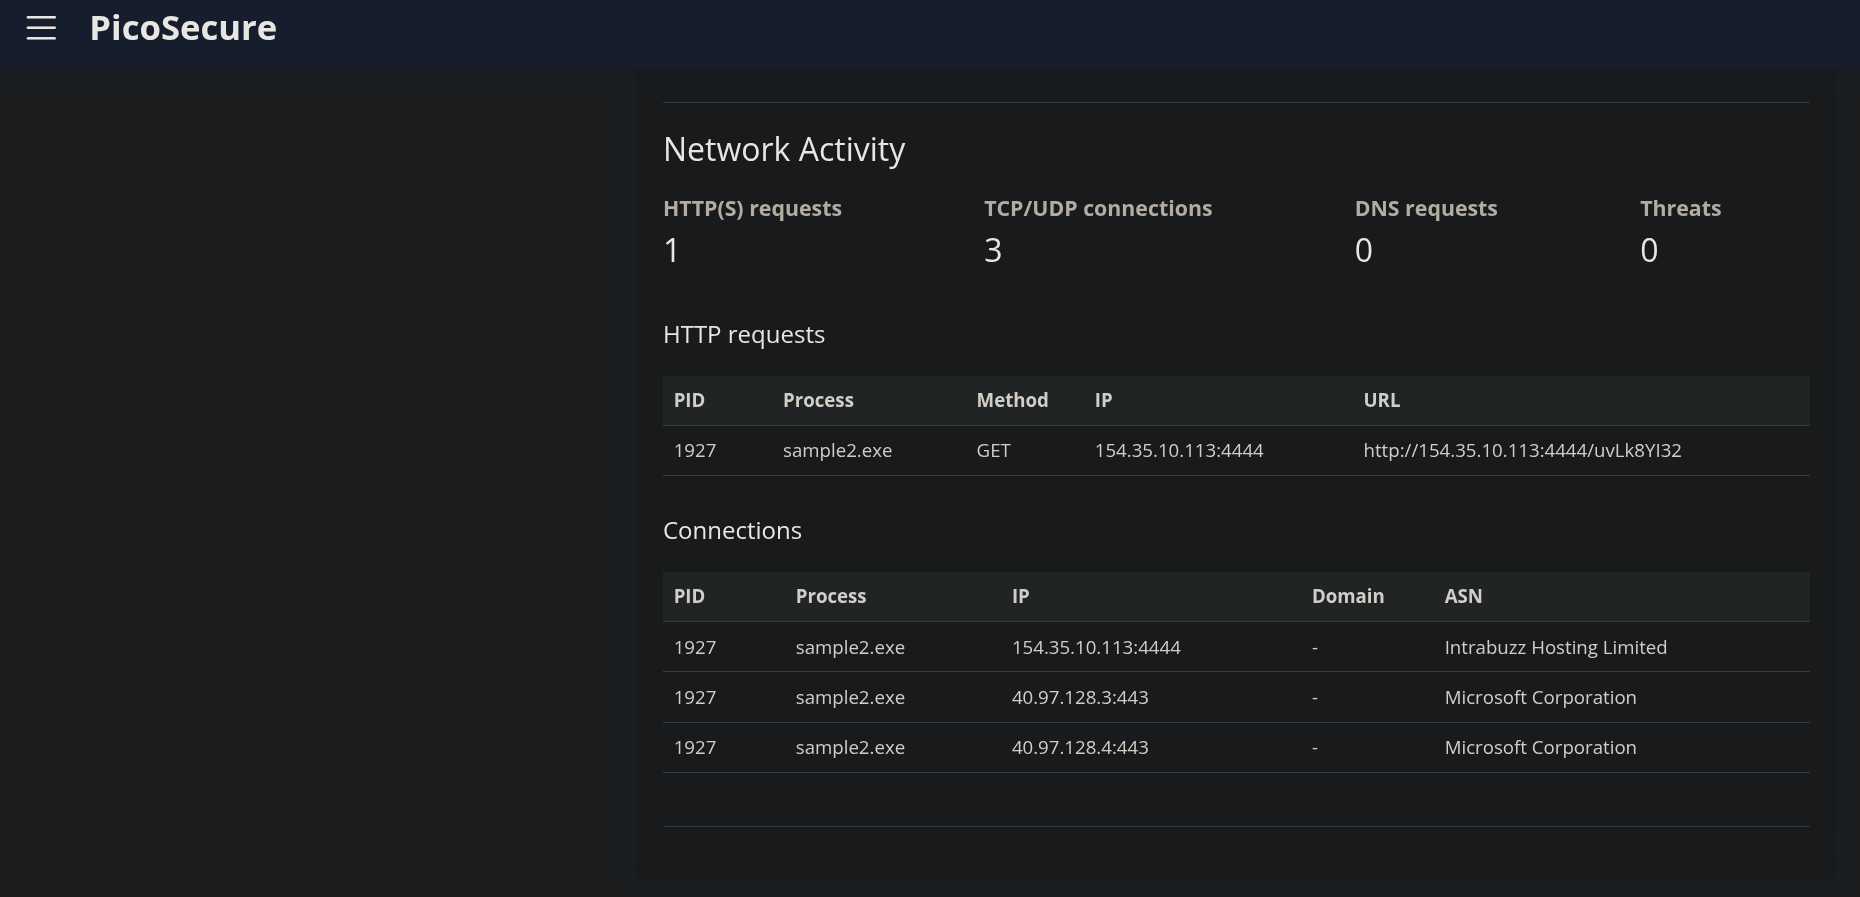 PicoSecure
Network Activity
HTTP(S) requests TCP/UDP connections DNS requests Threats
1 3 0 0
HTTP requests
PID Process Method IP URL
1927 sample2.exe GET 154.35.10.113:4444 http://154.35.10.113:4444/uvLk8YI32
Connections
PID Process IP Domain ASN
1927 sample2.exe 154.35.10.113:4444 - Intrabuzz Hosting Limited
1927 sample2.exe 40.97.128.3:443 - Microsoft Corporation
1927 sample2.exe 40.97.128.4:443 - Microsoft Corporation